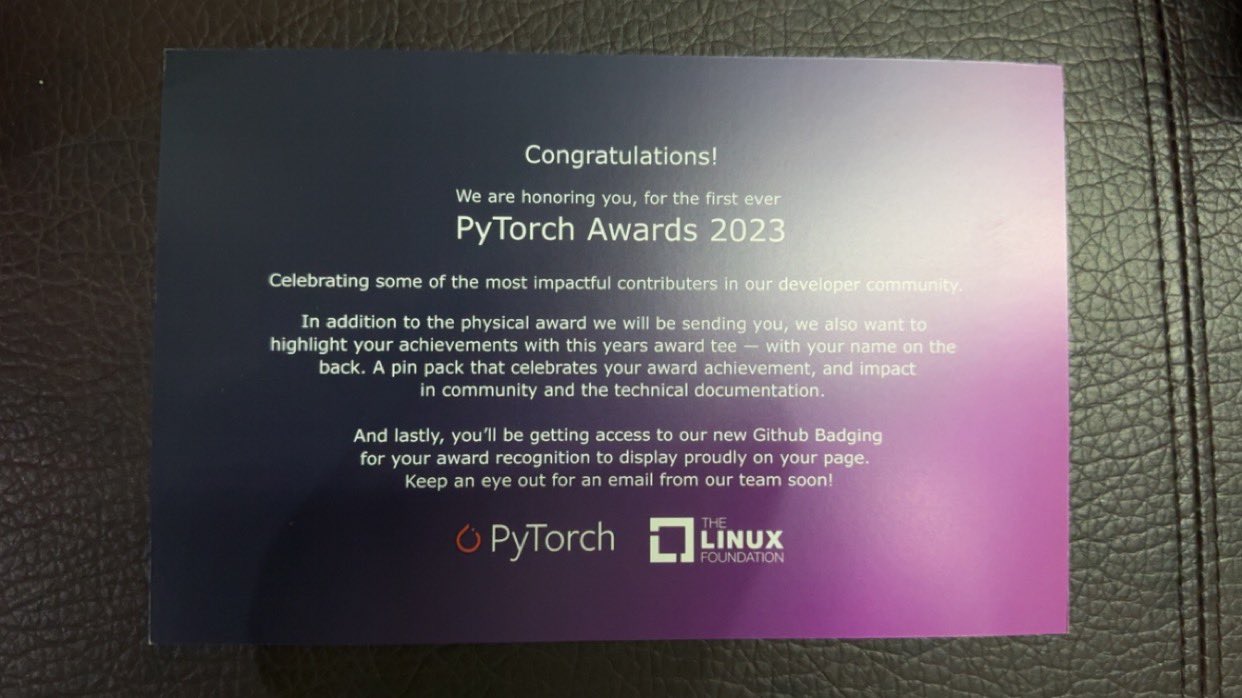 Congratulations!
We are honoring you, for the first ever
PyTorch Awards 2023
Celebrating some of the most impactful contributers in our developer community.
In addition to the physical award we will be sending you, we also want to
highlight your achievements with this years award tee — with your name on the
back. A pin pack that celebrates your award achievement, and impact
in community and the technical documentation.
And lastly, you'll be getting access to our new Github Badging
for your award recognition to display proudly on your page.
Keep an eye out for an email from our team soon!
PyTorch
THE
LINUX
FOUNDATION